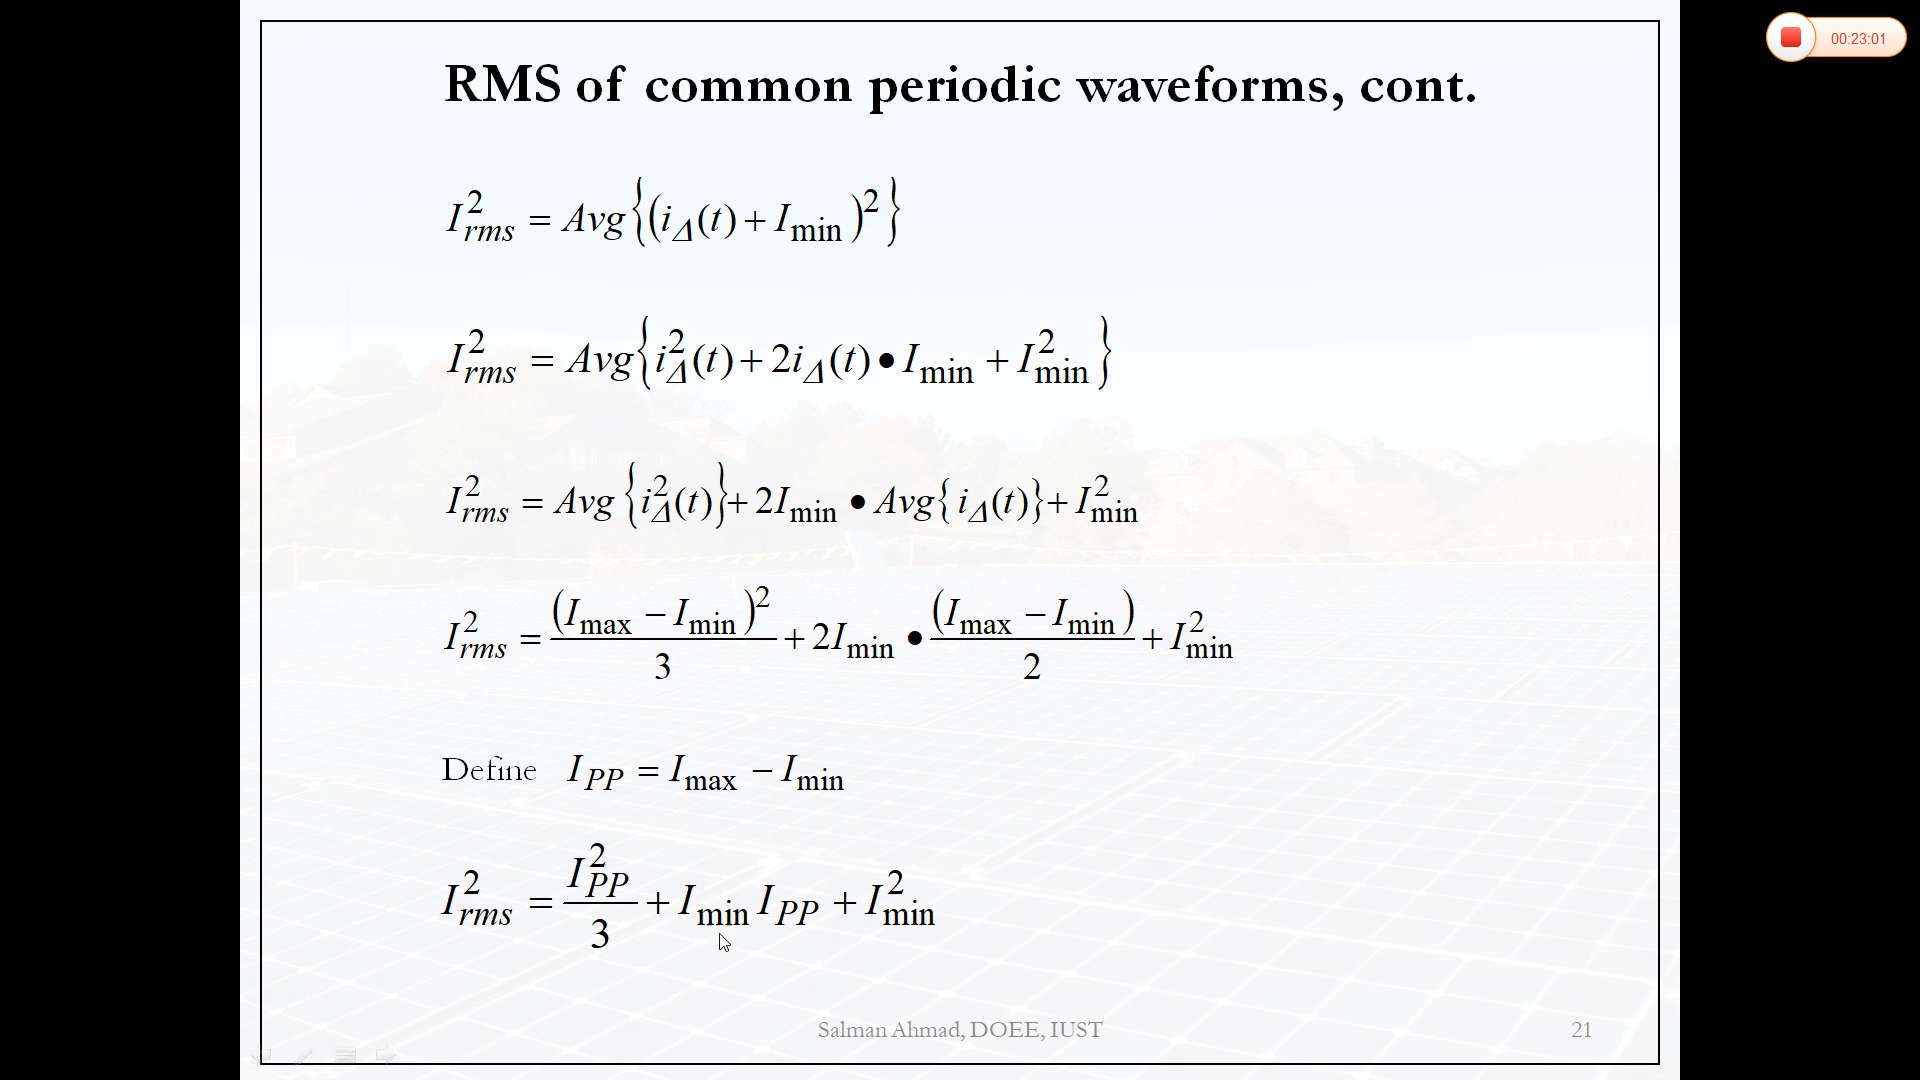 00:23:01
RMS of common periodic waveforms, cont.
I²rms = Avg{(iΔ(t) + Imin)²}
I²rms = Avg{i²Δ(t) + 2iΔ(t) • Imin + I²min}
I²rms = Avg {i²Δ(t)} + 2Imin • Avg{ iΔ(t)} + I²min
I²rms = (Imax − Imin)²/3 + 2Imin • (Imax − Imin)/2 + I²min
Define IPP = Imax − Imin
I²rms = I²PP/3 + Imin IPP + I²min
Salman Ahmad, DOEE, IUST 21